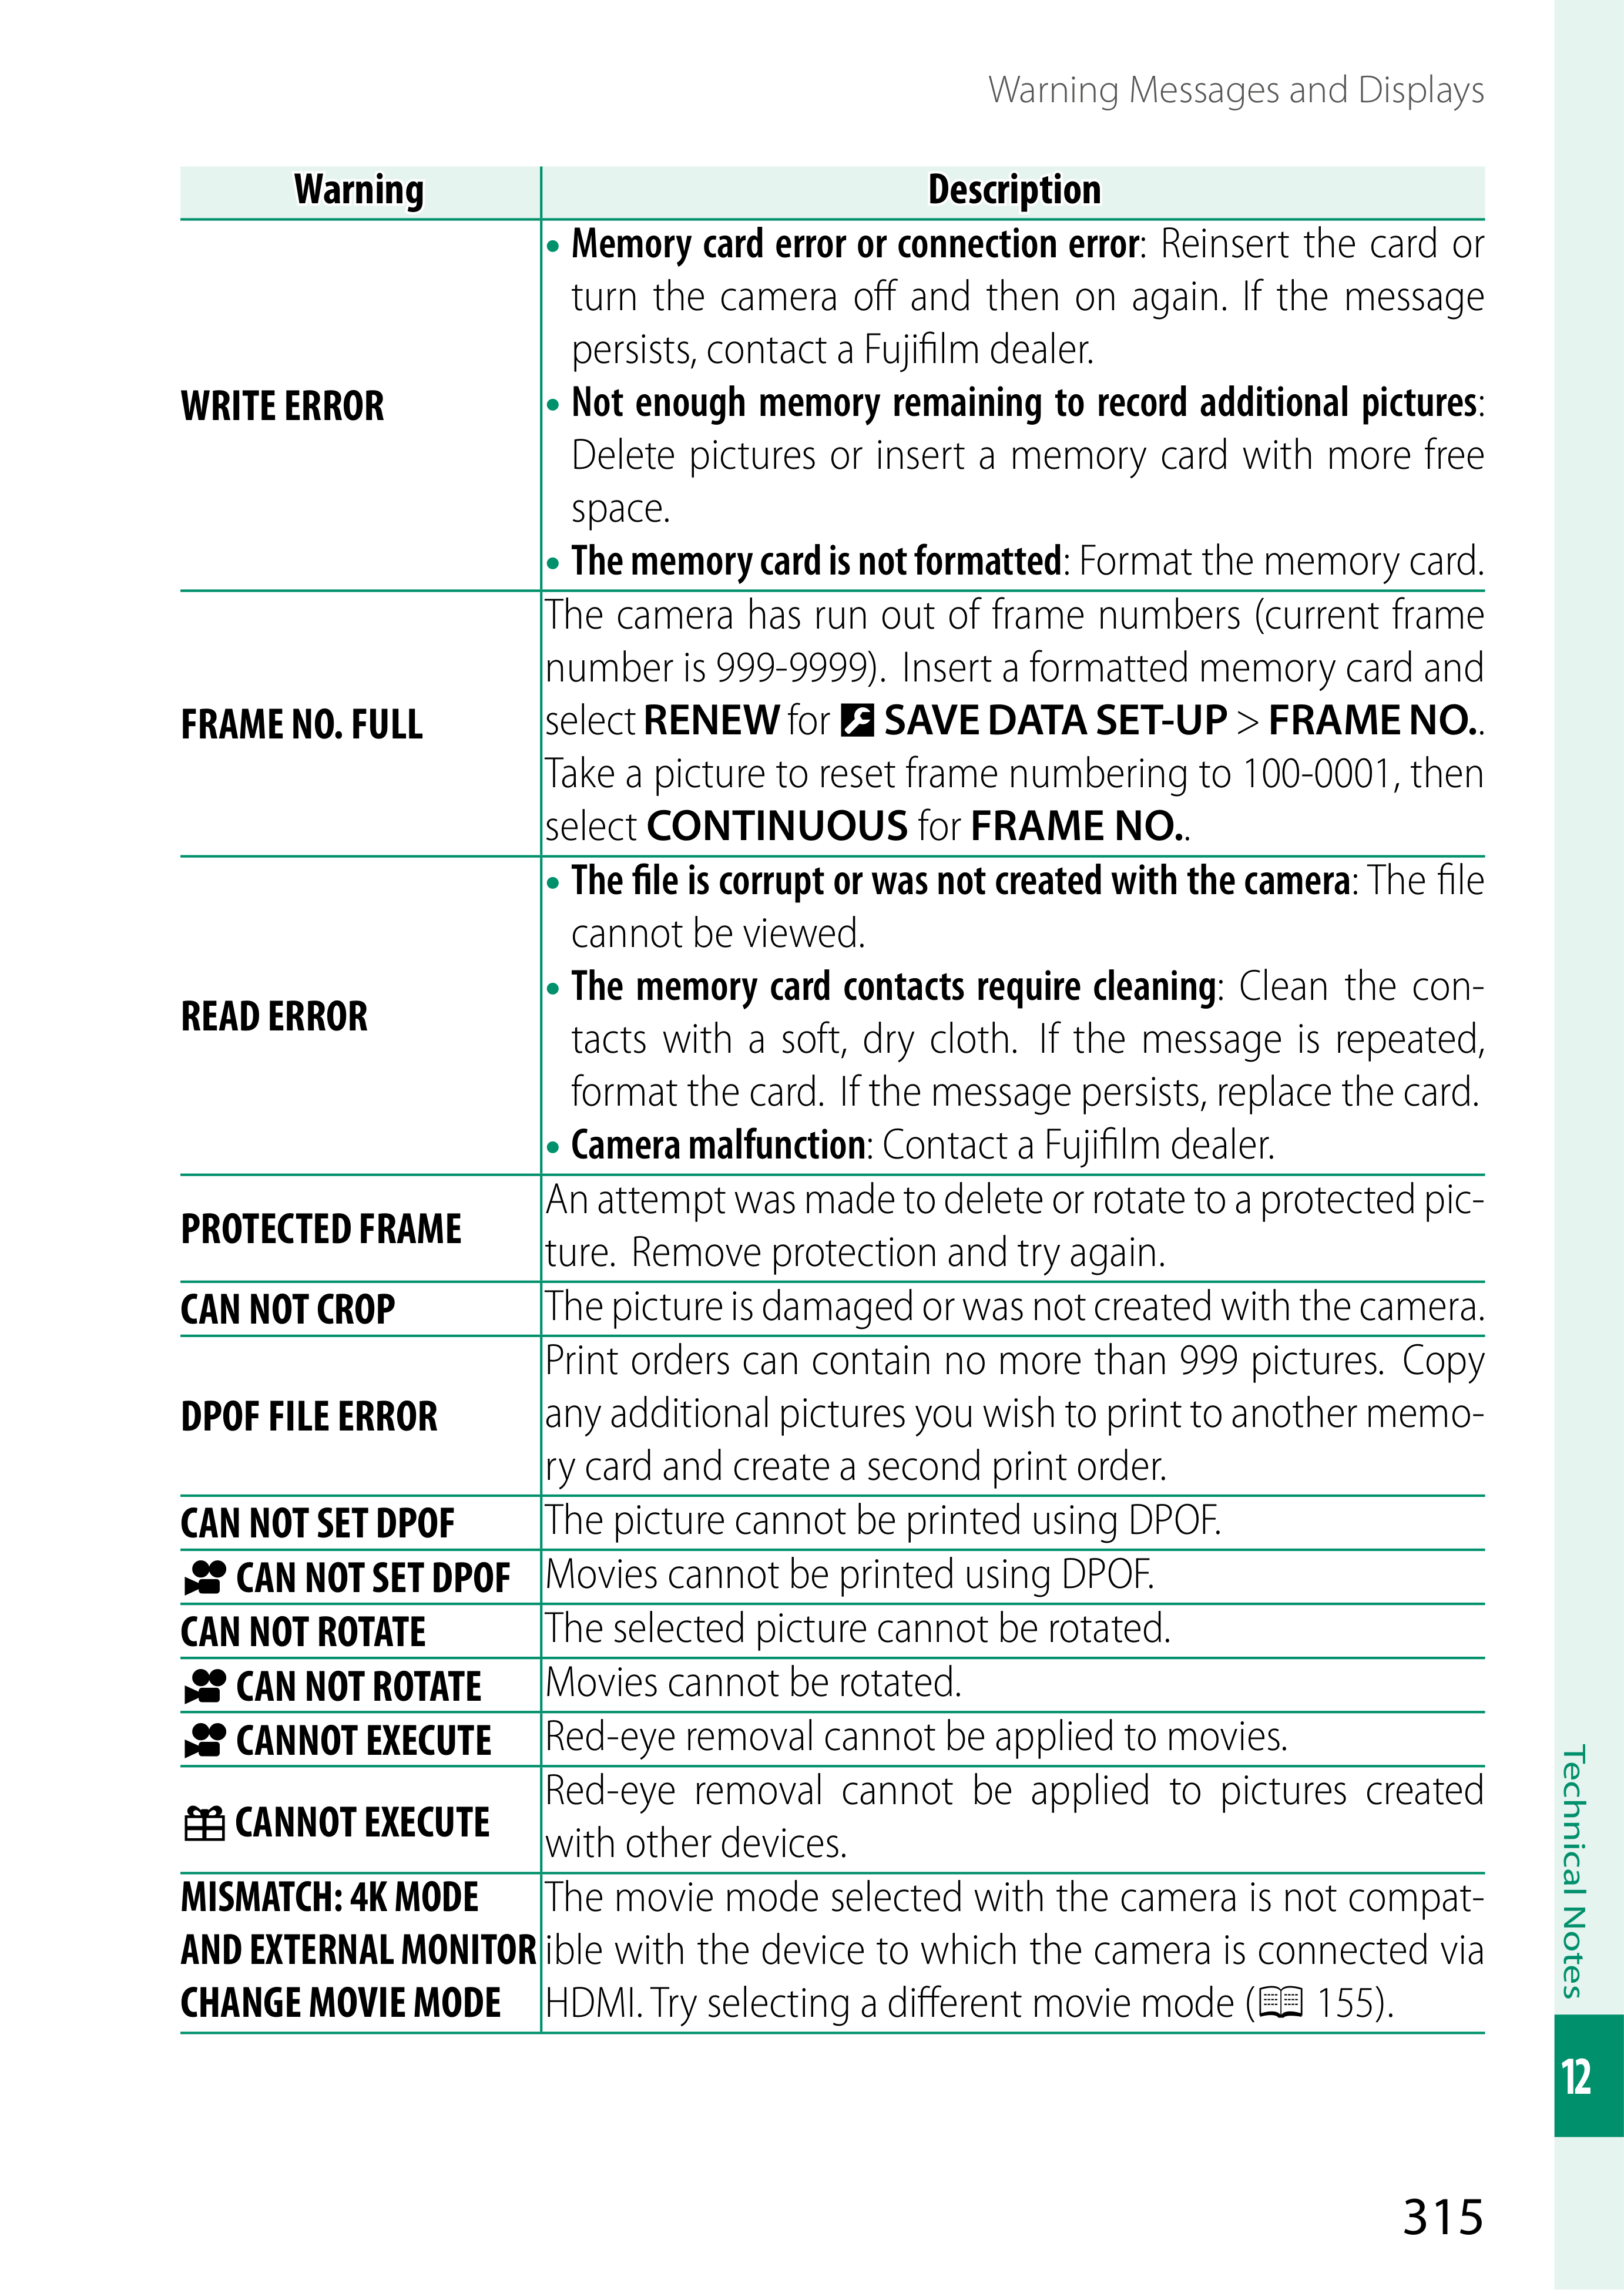 Warning Messages and Displays
Warning
Description
WRITE ERROR
• Memory card error or connection error: Reinsert the card or
turn the camera off and then on again. If the message
persists, contact a Fujifilm dealer.
• Not enough memory remaining to record additional pictures:
Delete pictures or insert a memory card with more free
space.
• The memory card is not formatted: Format the memory card.
FRAME NO. FULL
The camera has run out of frame numbers (current frame
number is 999-9999). Insert a formatted memory card and
select RENEW for SAVE DATA SET-UP > FRAME NO..
Take a picture to reset frame numbering to 100-0001, then
select CONTINUOUS for FRAME NO..
READ ERROR
• The file is corrupt or was not created with the camera: The file
cannot be viewed.
• The memory card contacts require cleaning: Clean the con-
tacts with a soft, dry cloth. If the message is repeated,
format the card. If the message persists, replace the card.
• Camera malfunction: Contact a Fujifilm dealer.
PROTECTED FRAME
An attempt was made to delete or rotate to a protected pic-
ture. Remove protection and try again.
CAN NOT CROP
The picture is damaged or was not created with the camera.
DPOF FILE ERROR
Print orders can contain no more than 999 pictures. Copy
any additional pictures you wish to print to another memo-
ry card and create a second print order.
CAN NOT SET DPOF
The picture cannot be printed using DPOF.
CAN NOT SET DPOF
Movies cannot be printed using DPOF.
CAN NOT ROTATE
The selected picture cannot be rotated.
CAN NOT ROTATE
Movies cannot be rotated.
CANNOT EXECUTE
Red-eye removal cannot be applied to movies.
CANNOT EXECUTE
Red-eye removal cannot be applied to pictures created
with other devices.
MISMATCH: 4K MODE
AND EXTERNAL MONITOR
CHANGE MOVIE MODE
The movie mode selected with the camera is not compat-
ible with the device to which the camera is connected via
HDMI. Try selecting a different movie mode (155).
Technical Notes
12
315